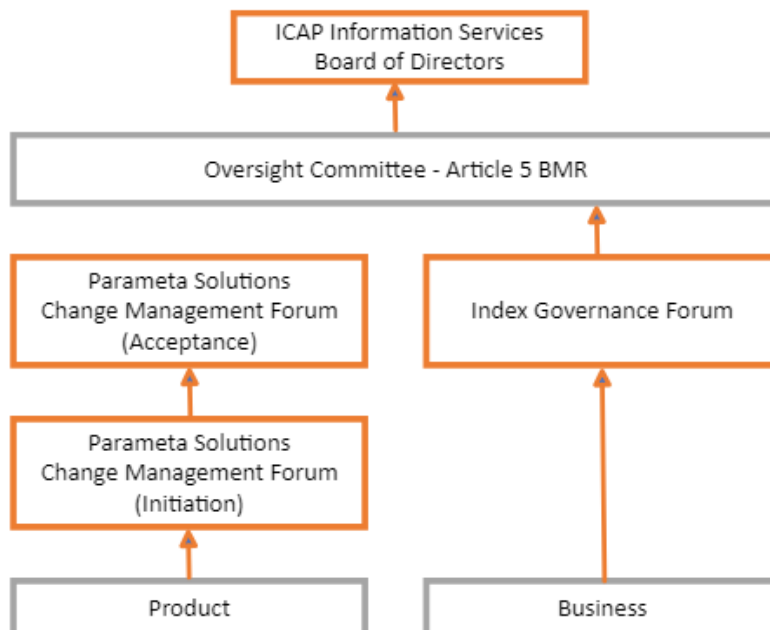 ICAP Information Services
Board of Directors
Oversight Committee - Article 5 BMR
Parameta Solutions
Change Management Forum
(Acceptance)
Index Governance Forum
Parameta Solutions
Change Management Forum
(Initiation)
Product
Business